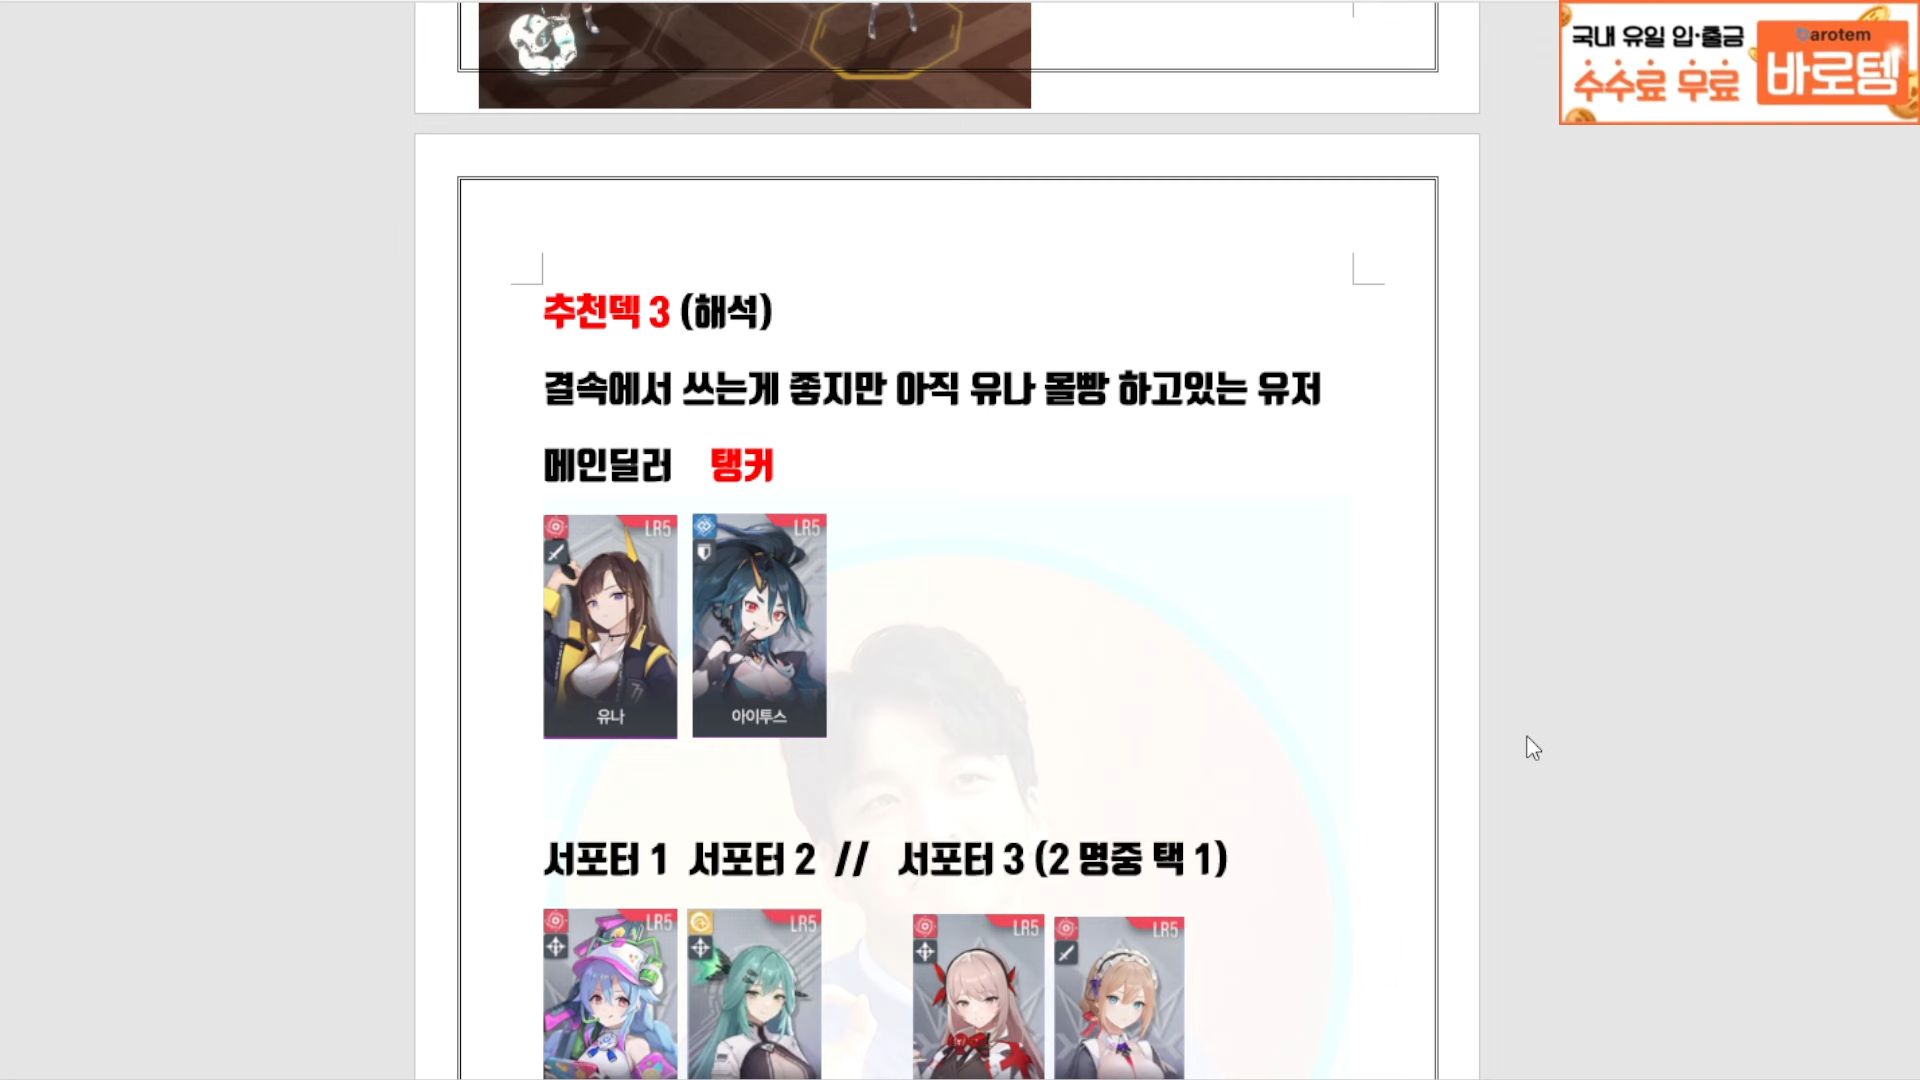 국내 유일 입·출금
수수료 무료
Barotem
바로템
추천덱 3 (해석)
결속에서 쓰는게 좋지만 아직 유나 몰빵 하고있는 유저
메인딜러 탱커
LR5
LR5
유나
아이투스
서포터 1 서포터 2 // 서포터 3 (2 명중 택 1)
LR5
LR5
LR5
LR5